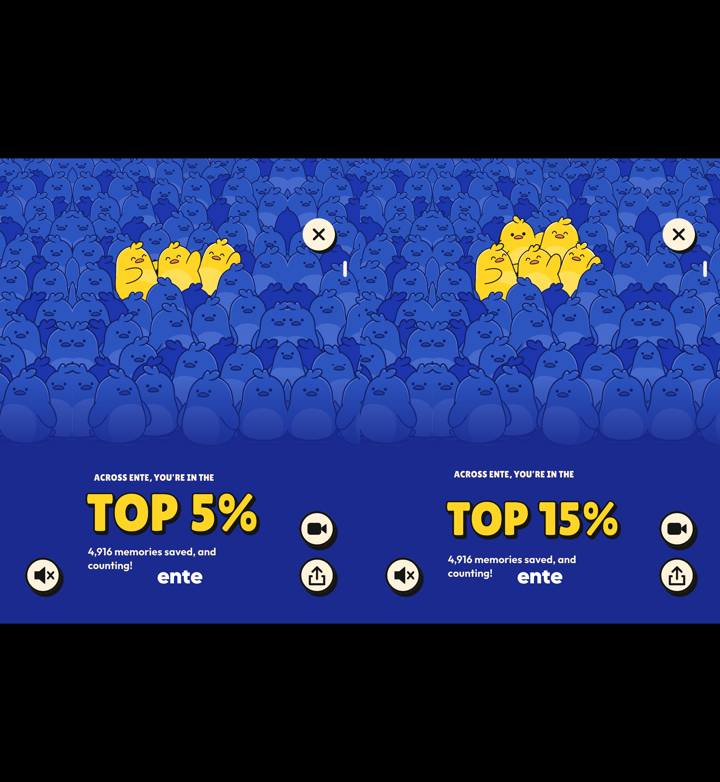 ACROSS ENTE, YOU'RE IN THE
TOP 5%
4,916 memories saved, and
counting!
ente
ACROSS ENTE, YOU'RE IN THE
TOP 15%
4,916 memories saved, and
counting!
ente